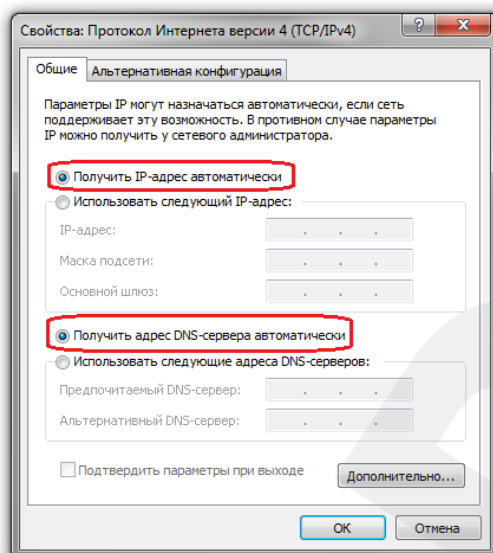 Свойства: Протокол Интернета версии 4 (TCP/IPv4)
Общие
Альтернативная конфигурация
Параметры IP могут назначаться автоматически, если сеть
поддерживает эту возможность. В противном случае параметры
IP можно получить у сетевого администратора.
Получить IP-адрес автоматически
Использовать следующий IP-адрес:
IP-адрес:
Маска подсети:
Основной шлюз:
Получить адрес DNS-сервера автоматически
Использовать следующие адреса DNS-серверов:
Предпочитаемый DNS-сервер:
Альтернативный DNS-сервер:
Подтвердить параметры при выходе
Дополнительно...
ОК
Отмена